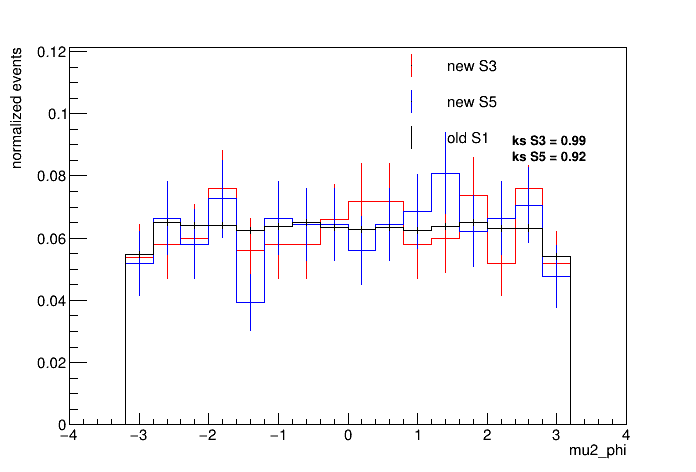 normalized events
0.12
0.1
0.08
0.06
0.04
0.02
0
new S3
new S5
old S1
ks S3 = 0.99
ks S5 = 0.92
−4 −3 −2 −1 0 1 2 3 4
mu2_phi